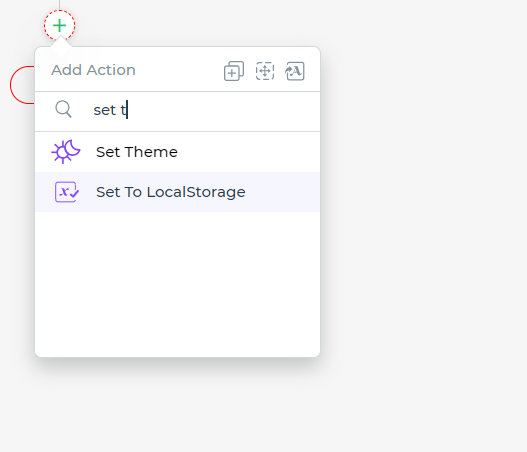 Add Action
set t
Set Theme
Set To LocalStorage